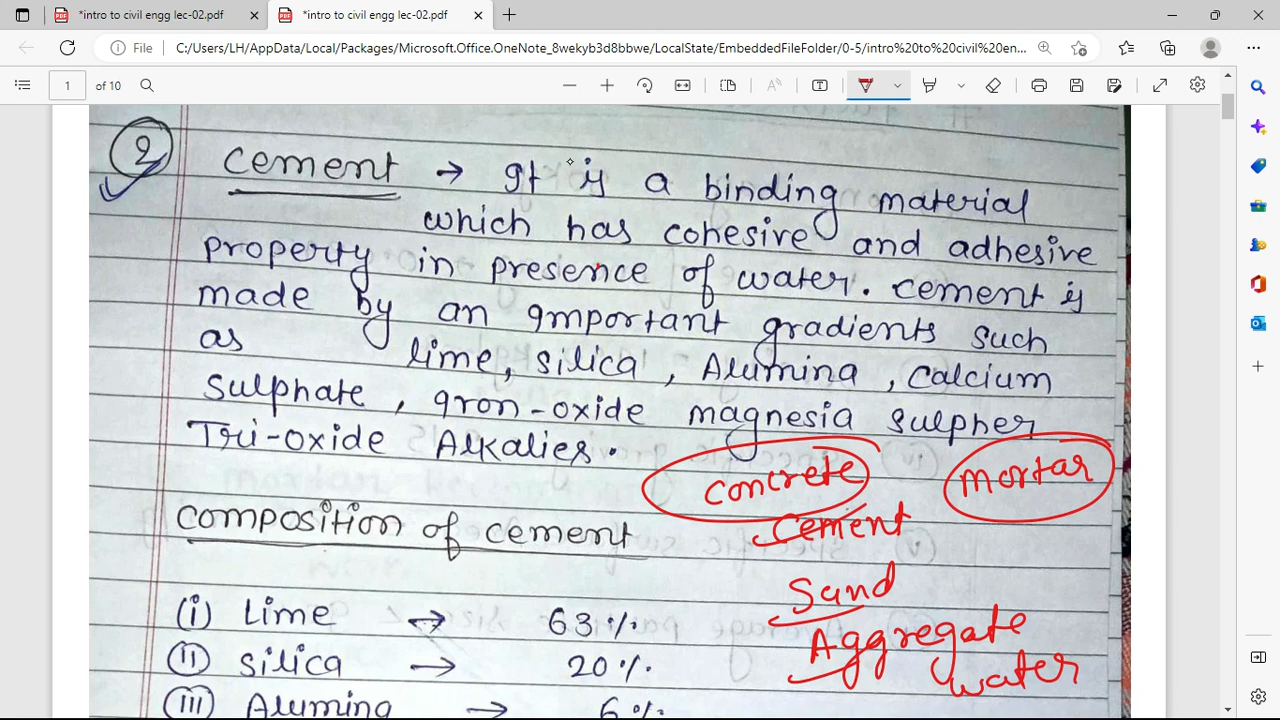 *intro to civil engg lec-02.pdf
*intro to civil engg lec-02.pdf
File
C:/Users/LH/AppData/Local/Packages/Microsoft.Office.OneNote_8wekyb3d8bbwe/LocalState/EmbeddedFileFolder/0-5/intro%20to%20civil%20en...
1 of 10
2 Cement → It is a binding material
which has cohesive and adhesive
property in presence of water. cement is
made by an Important gradients such
as lime, silica, Alumina, calcium
sulphate, Iron-oxide magnesia sulpher
Tri-oxide Alkalies.
concrete mortar
composition of cement
cement
Sand
(i) Lime → 63%.
Aggregate
(ii) silica → 20%.
water
(iii) Alumina → 6%.